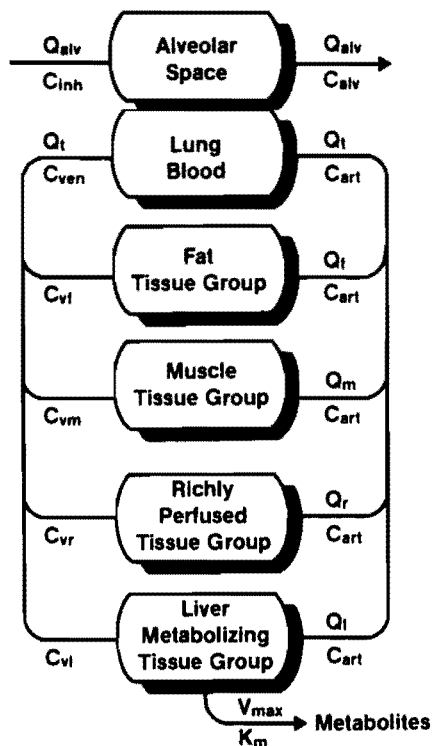 Qalv
Alveolar
Space
Qalv
Cinh
Calv
Qt
Lung
Blood
Qt
Cven
Cart
Fat
Tissue Group
Qf
Cvf
Cart
Muscle
Tissue Group
Qm
Cvm
Cart
Richly
Perfused
Tissue Group
Qr
Cvr
Cart
Liver
Metabolizing
Tissue Group
Ql
Cvl
Cart
Vmax
Km
Metabolites